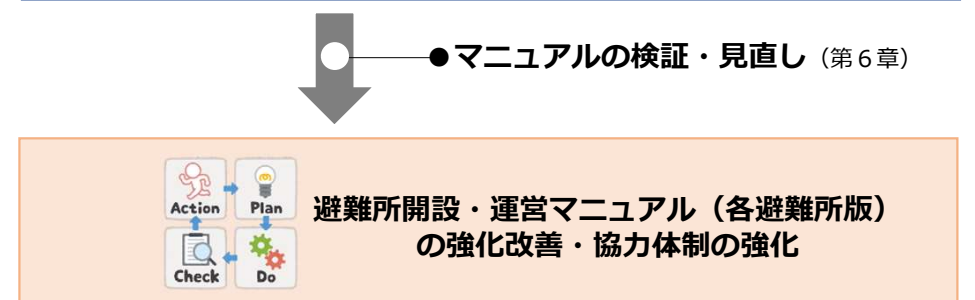 ●マニュアルの検証・見直し（第６章）
Action Plan
避難所開設・運営マニュアル（各避難所版）
の強化改善・協力体制の強化
Check Do